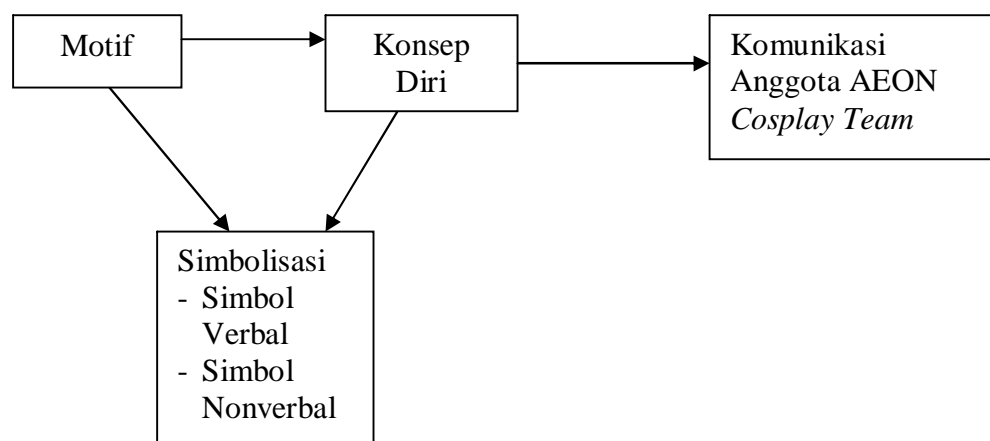 Motif
Konsep
Diri
Komunikasi
Anggota AEON
Cosplay Team
Simbolisasi
- Simbol
Verbal
- Simbol
Nonverbal